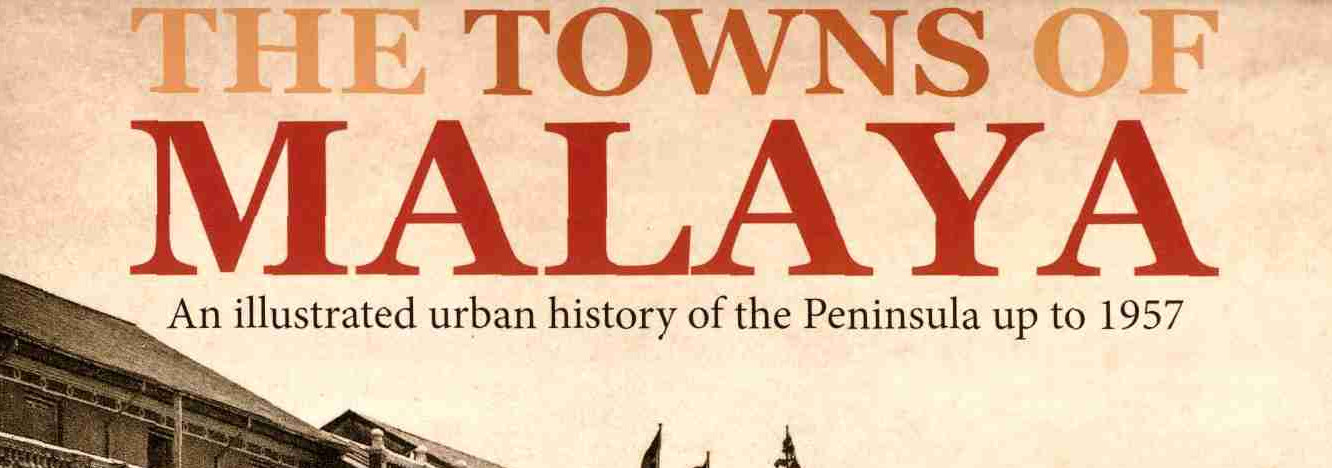 THE TOWNS OF
MALAYA
An illustrated urban history of the Peninsula up to 1957